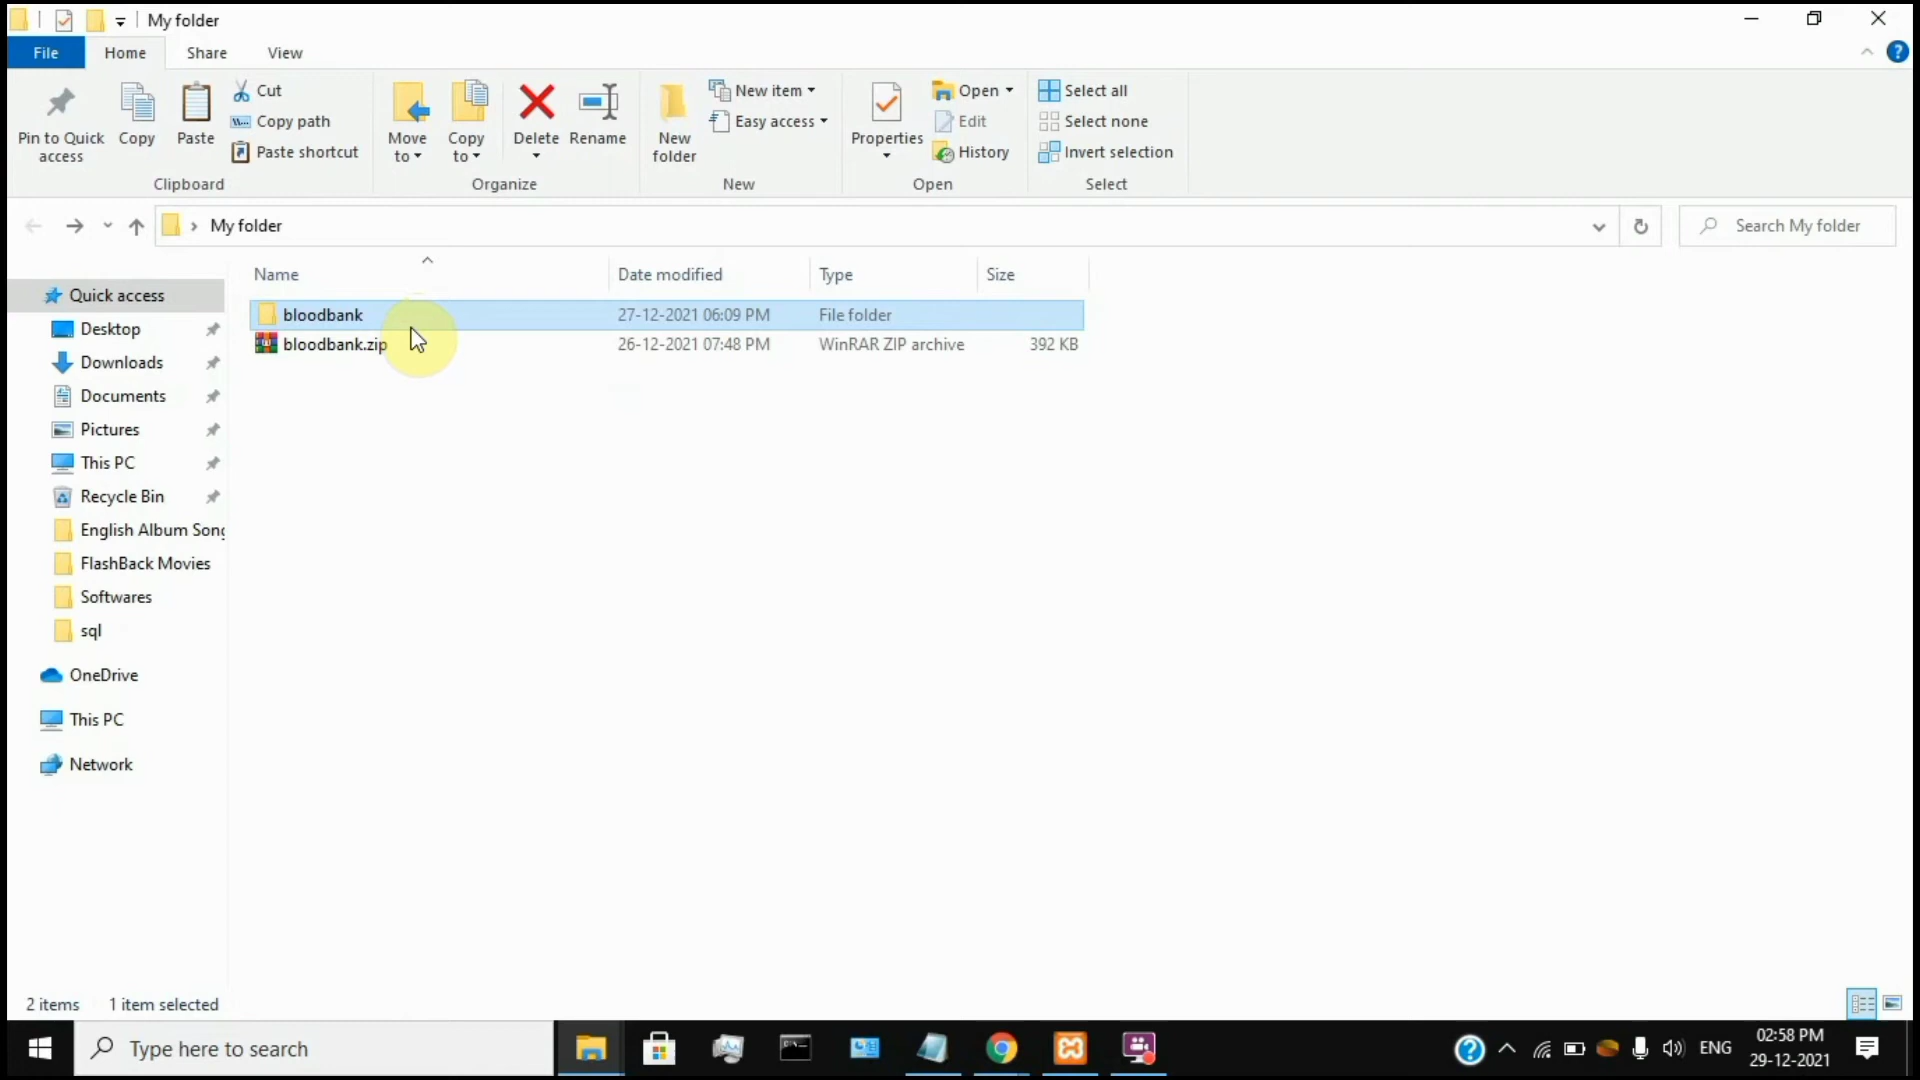 My folder
File Home Share View
Pin to Quick access
Copy
Paste
Cut
Copy path
Paste shortcut
Clipboard
Move to
Copy to
Delete
Rename
Organize
New folder
New item
Easy access
New
Properties
Open
Edit
History
Open
Select all
Select none
Invert selection
Select
My folder
Search My folder
Name Date modified Type Size
bloodbank 27-12-2021 06:09 PM File folder
bloodbank.zip 26-12-2021 07:48 PM WinRAR ZIP archive 392 KB
Quick access
Desktop
Downloads
Documents
Pictures
This PC
Recycle Bin
English Album Song
FlashBack Movies
Softwares
sql
OneDrive
This PC
Network
2 items 1 item selected
Type here to search
ENG
02:58 PM
29-12-2021